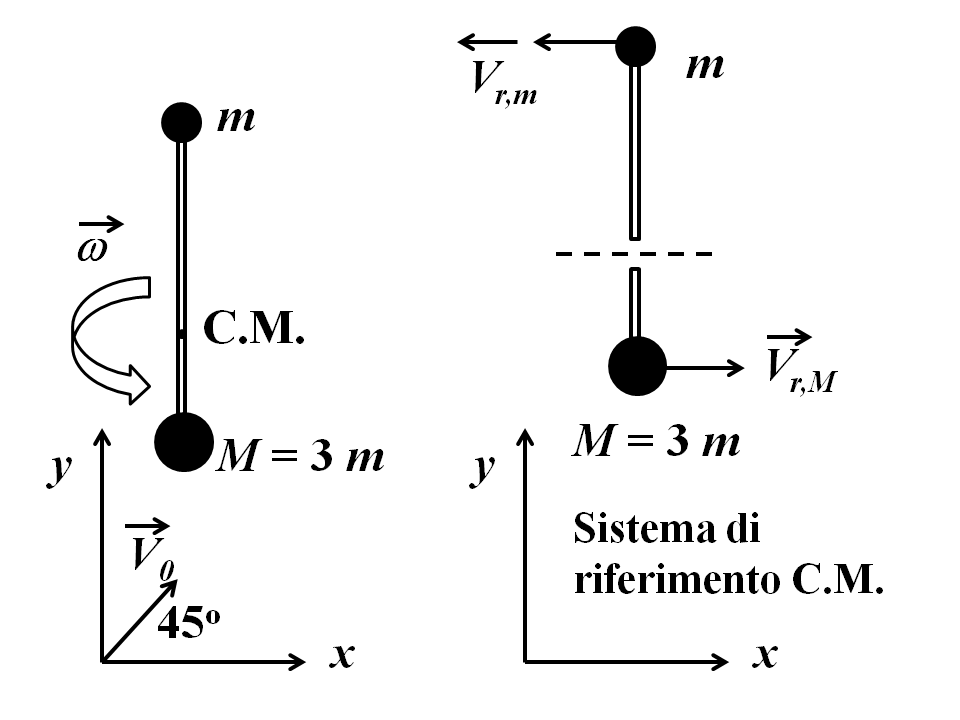 m
ω
C.M.
M = 3 m
y
V0
45º
x
Vr,m
m
Vr,M
M = 3 m
y
Sistema di
riferimento C.M.
x